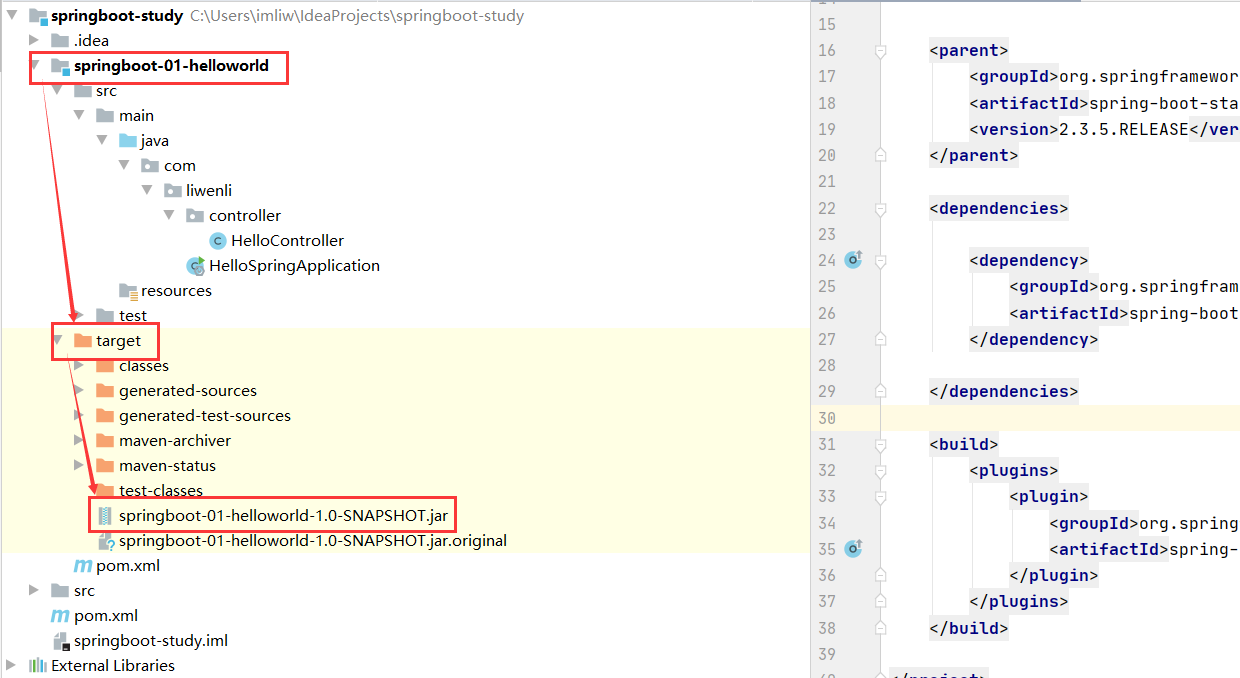 springboot-study C:\Users\imliw\IdeaProjects\springboot-study
.idea
springboot-01-helloworld
src
main
java
com
liwenli
controller
HelloController
HelloSpringApplication
resources
test
target
classes
generated-sources
generated-test-sources
maven-archiver
maven-status
test-classes
springboot-01-helloworld-1.0-SNAPSHOT.jar
springboot-01-helloworld-1.0-SNAPSHOT.jar.original
pom.xml
src
pom.xml
springboot-study.iml
External Libraries
15
16 <parent>
17 <groupId>org.springframewor
18 <artifactId>spring-boot-sta
19 <version>2.3.5.RELEASE</ver
20 </parent>
21
22 <dependencies>
23
24 <dependency>
25 <groupId>org.springfram
26 <artifactId>spring-boot
27 </dependency>
28
29 </dependencies>
30
31 <build>
32 <plugins>
33 <plugin>
34 <groupId>org.spring
35 <artifactId>spring-
36 </plugin>
37 </plugins>
38 </build>
39